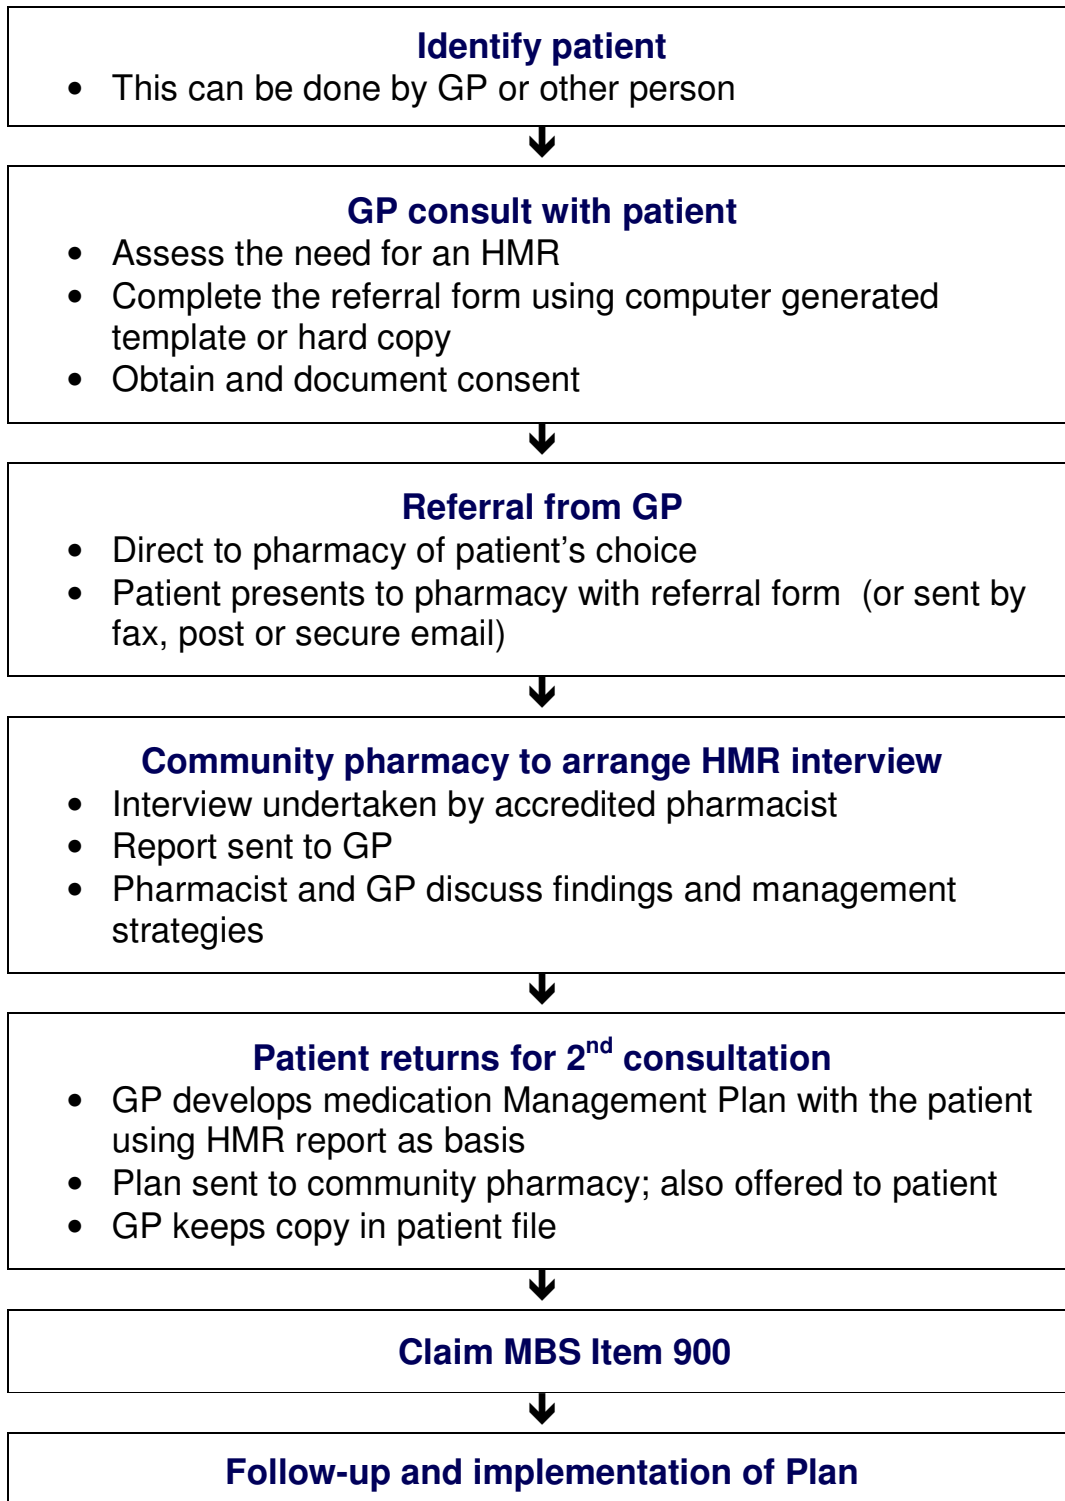 Identify patient
• This can be done by GP or other person
GP consult with patient
• Assess the need for an HMR
• Complete the referral form using computer generated
template or hard copy
• Obtain and document consent
Referral from GP
• Direct to pharmacy of patient's choice
• Patient presents to pharmacy with referral form  (or sent by
fax, post or secure email)
Community pharmacy to arrange HMR interview
• Interview undertaken by accredited pharmacist
• Report sent to GP
• Pharmacist and GP discuss findings and management
strategies
Patient returns for 2nd consultation
• GP develops medication Management Plan with the patient
using HMR report as basis
• Plan sent to community pharmacy; also offered to patient
• GP keeps copy in patient file
Claim MBS Item 900
Follow-up and implementation of Plan